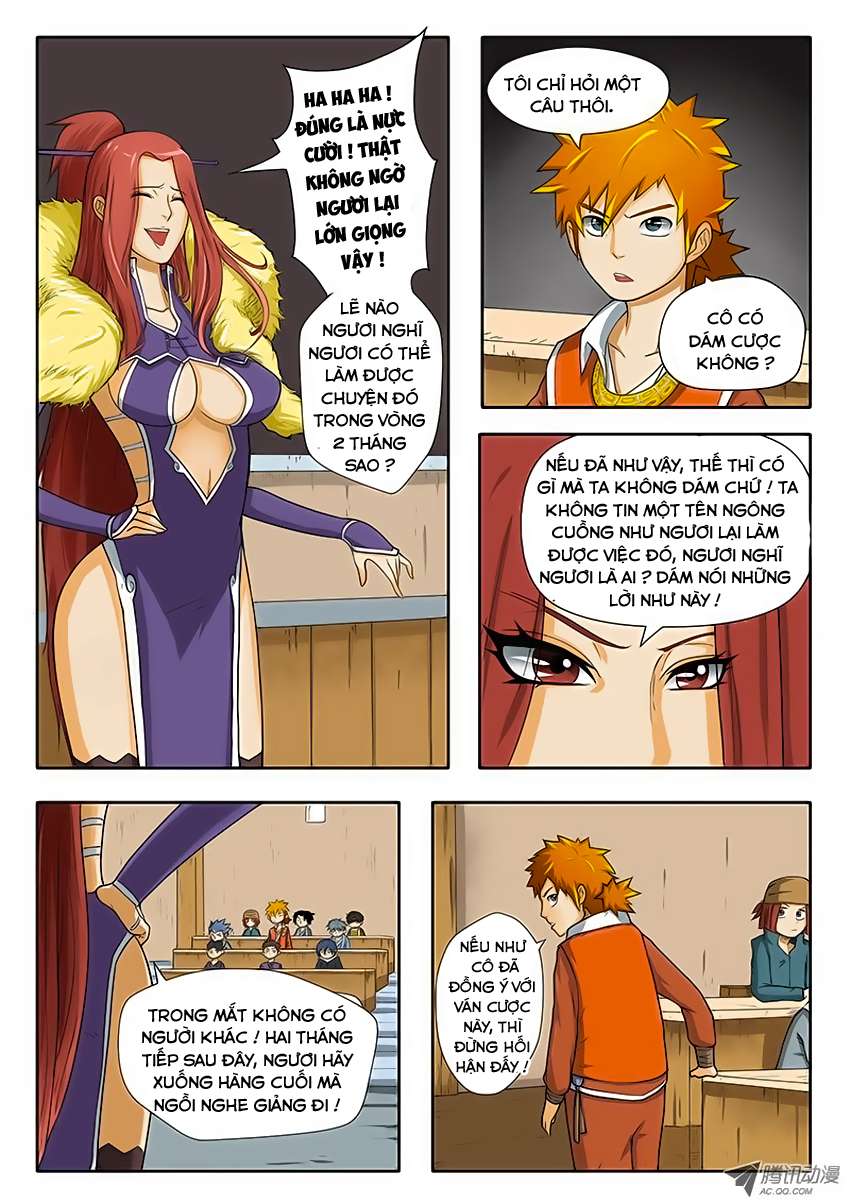 HA HA HA !
ĐÚNG LÀ NỰC
CƯỜI ! THẬT
KHÔNG NGỜ
NGƯƠI LẠI
LỚN GIỌNG
VẬY !
LẼ NÀO
NGƯƠI NGHĨ
NGƯƠI CÓ THỂ
LÀM ĐƯỢC
CHUYỆN ĐÓ
TRONG VÒNG
2 THÁNG
SAO ?
TÔI CHỈ HỎI MỘT
CÂU THÔI.
CÔ CÓ
DÁM CƯỢC
KHÔNG ?
NẾU ĐÃ NHƯ VẬY, THẾ THÌ CÓ
GÌ MÀ TA KHÔNG DÁM CHỨ ! TA
KHÔNG TIN MỘT TÊN NGÔNG
CUỒNG NHƯ NGƯƠI LẠI LÀM
ĐƯỢC VIỆC ĐÓ, NGƯƠI NGHĨ
NGƯƠI LÀ AI ? DÁM NÓI NHỮNG
LỜI NHƯ NÀY !
TRONG MẮT KHÔNG CÓ
NGƯỜI KHÁC ! HAI THÁNG
TIẾP SAU ĐÂY, NGƯƠI HÃY
XUỐNG HÀNG CUỐI MÀ
NGỒI NGHE GIẢNG ĐI !
NẾU NHƯ
CÔ ĐÃ
ĐỒNG Ý VỚI
VÁN CƯỢC
NÀY, THÌ
ĐỪNG HỐI
HẬN ĐẤY !
腾讯动漫
AC.QQ.COM